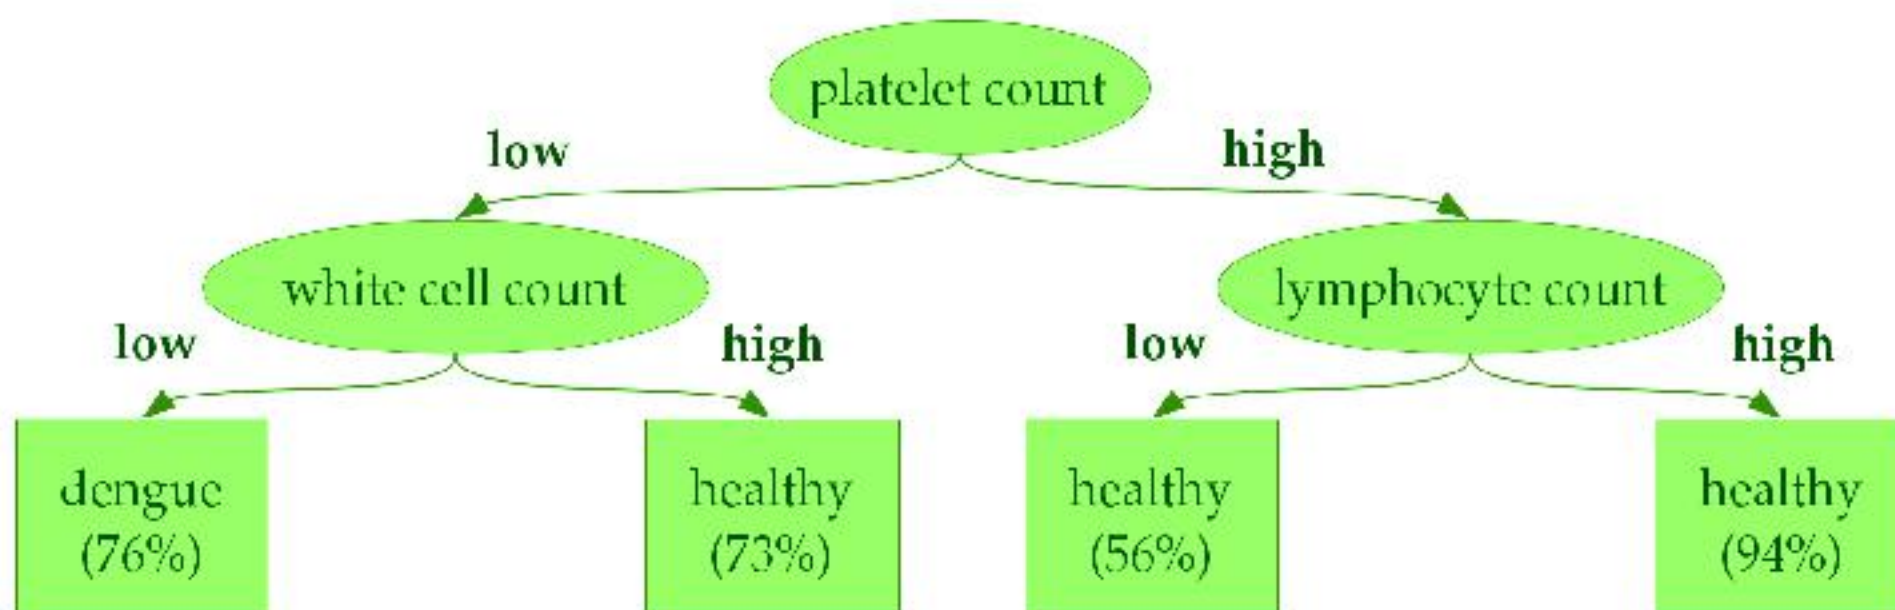 platelet count
low
high
white cell count
lymphocyte count
low
high
low
high
dengue
(76%)
healthy
(73%)
healthy
(56%)
healthy
(94%)